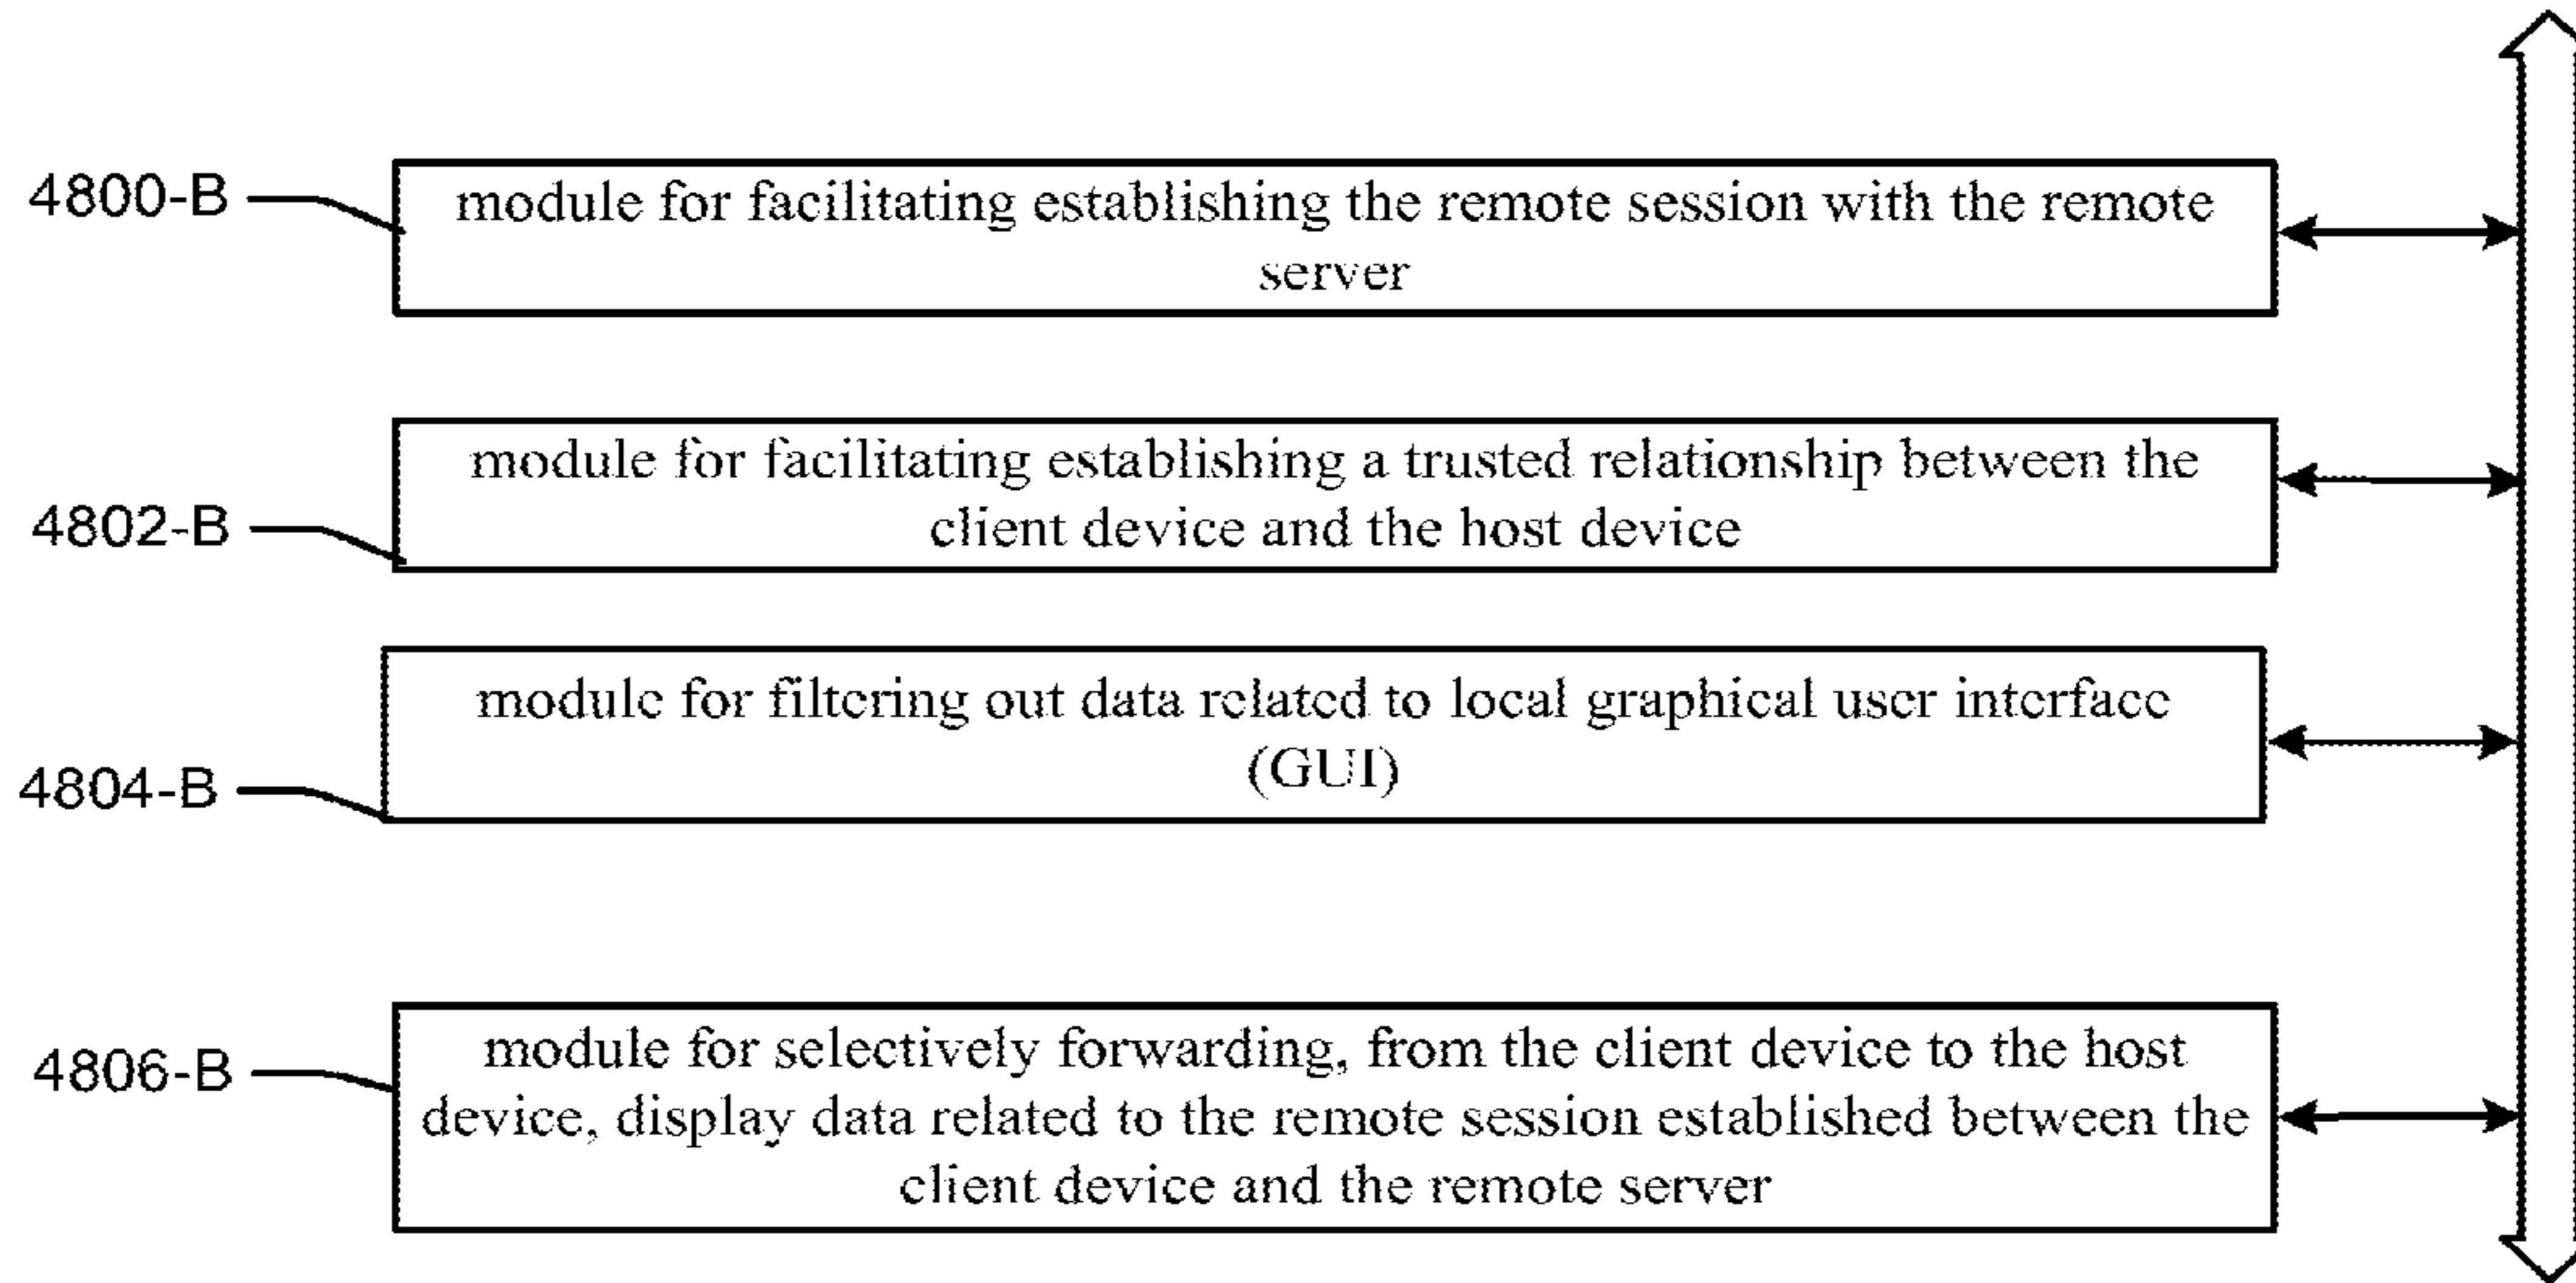 4800-B
module for facilitating establishing the remote session with the remote
server
4802-B
module for facilitating establishing a trusted relationship between the
client device and the host device
4804-B
module for filtering out data related to local graphical user interface
(GUI)
4806-B
module for selectively forwarding, from the client device to the host
device, display data related to the remote session established between the
client device and the remote server